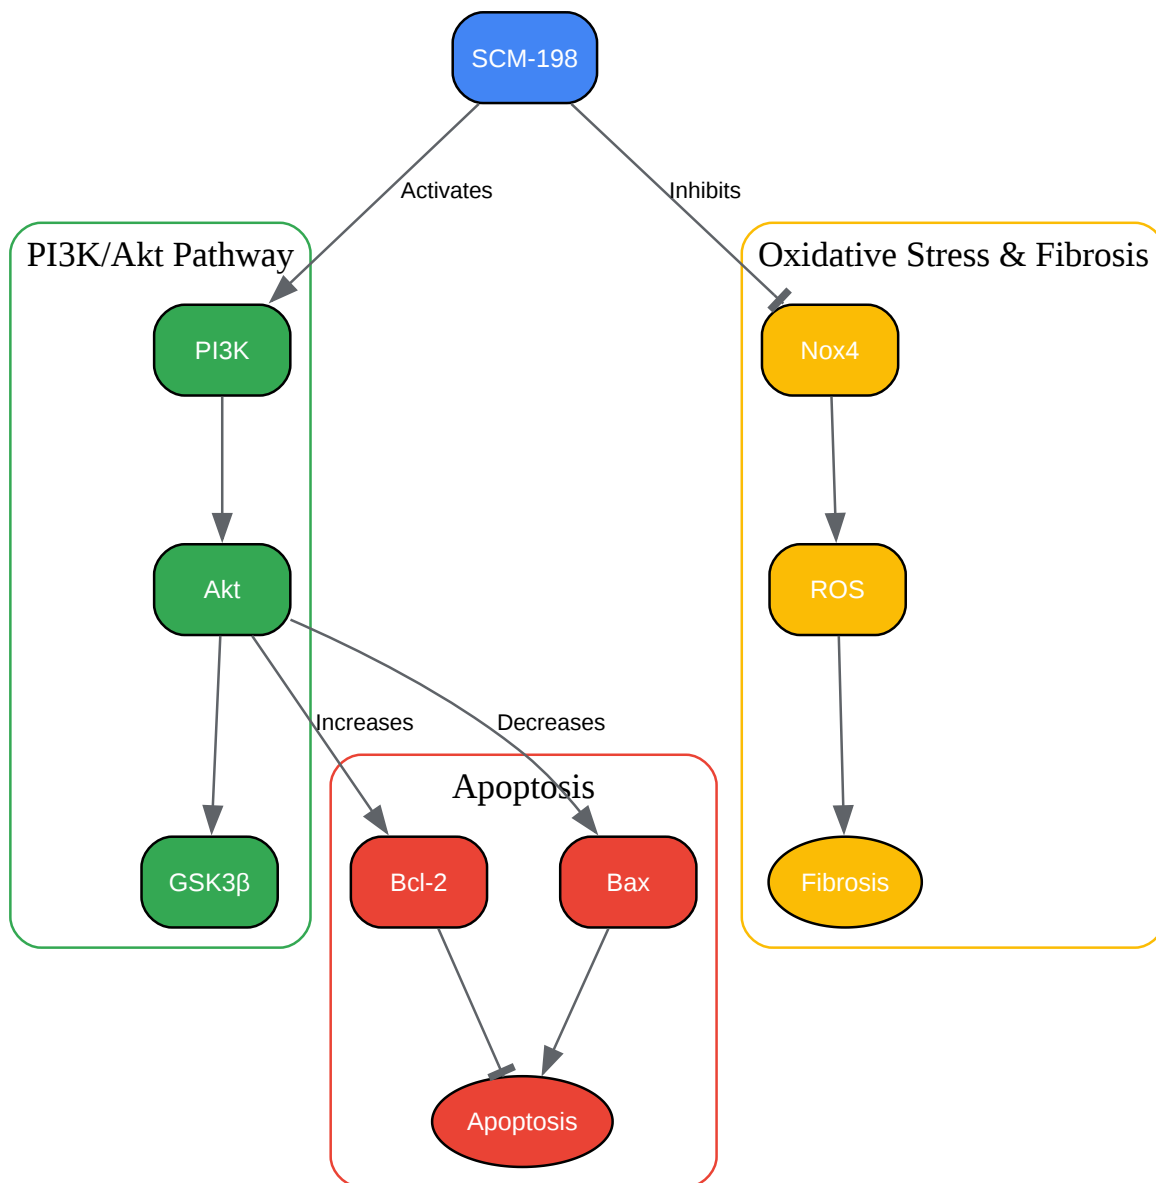 SCM-198
Activates
Inhibits
PI3K/Akt Pathway
Oxidative Stress & Fibrosis
PI3K
Nox4
Akt
ROS
Increases
Decreases
Apoptosis
GSK3β
Bcl-2
Bax
Fibrosis
Apoptosis